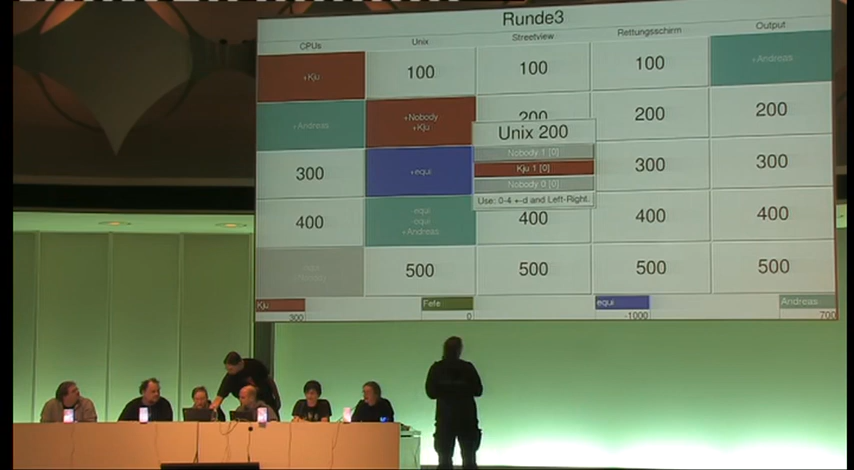 Runde3
CPUs Unix Streetview Rettungsschirm Output
+Kju 100 100 100 +Andreas
+Andreas +Nobody 200 200 200
+Kju
Unix 200
Nobody 1 [0]
Kju 1 [0]
Nobody 0 [0]
Use: 0-4 +-d and Left-Right.
300 +equi 300 300
400 -equi 400 400 400
-equi
+Andreas
500 500 500 500
Kju Fefe equi Andreas
300 0 -1000 700